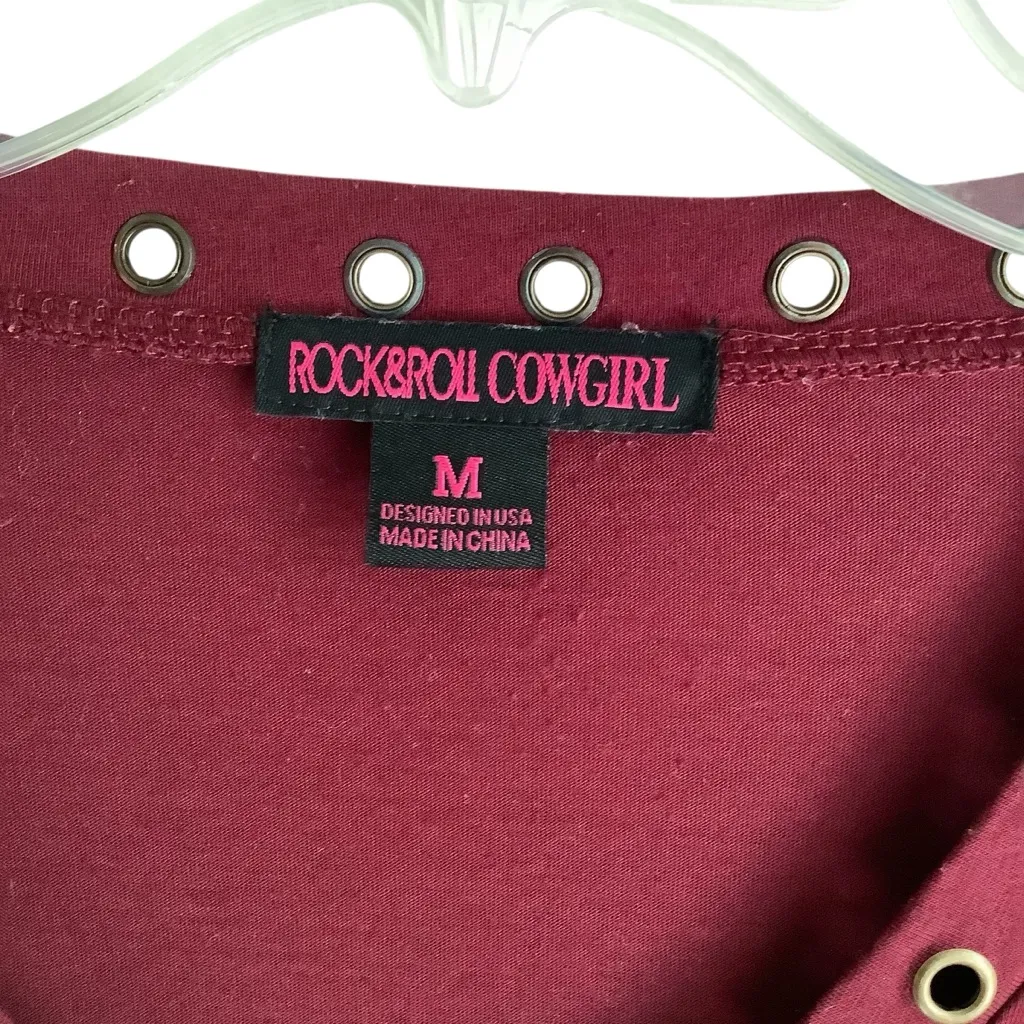 ROCK&ROLL COWGIRL
M
DESIGNED IN USA
MADE IN CHINA